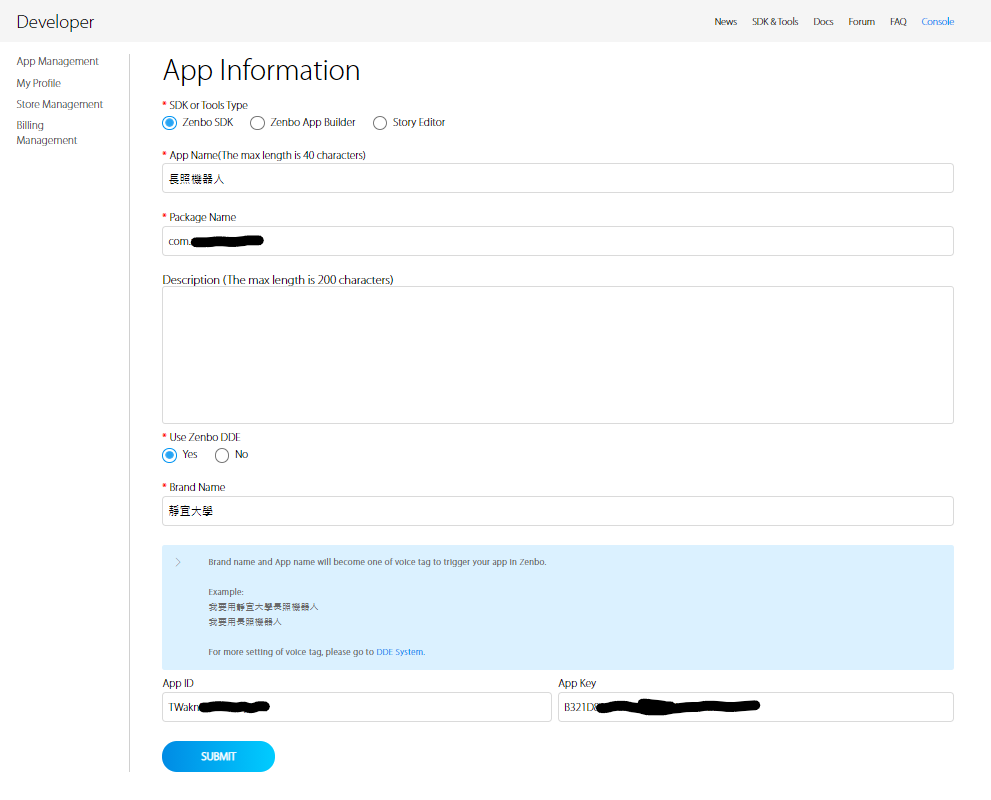 Developer
News SDK & Tools Docs Forum FAQ Console
App Management
My Profile
Store Management
Billing
Management
App Information
* SDK or Tools Type
Zenbo SDK Zenbo App Builder Story Editor
* App Name(The max length is 40 characters)
長照機器人
* Package Name
com.
Description (The max length is 200 characters)
* Use Zenbo DDE
Yes No
* Brand Name
靜宜大學
Brand name and App name will become one of voice tag to trigger your app in Zenbo.
Example:
我要用靜宜大學長照機器人
我要用長照機器人
For more setting of voice tag, please go to DDE System.
App ID App Key
TWakn B321D
SUBMIT